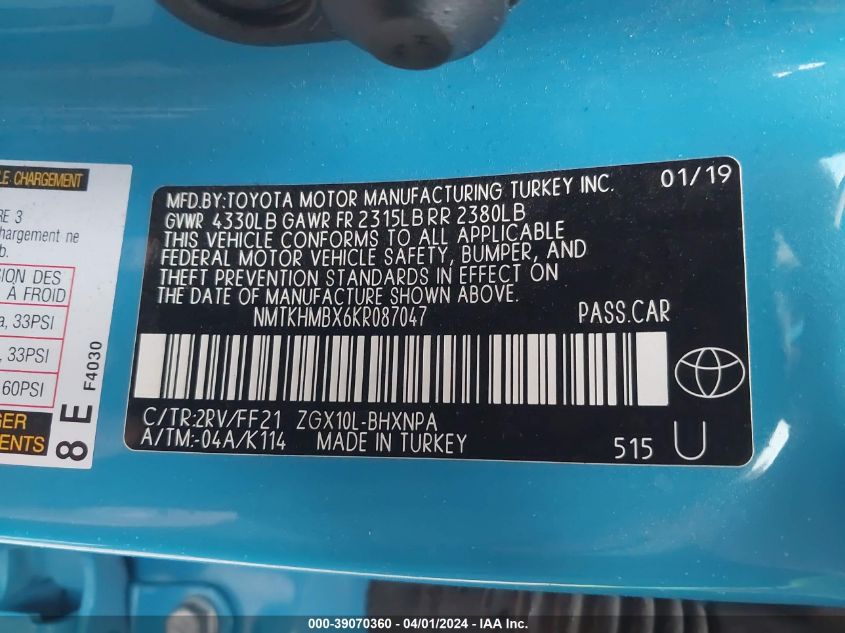 LE CHARGEMENT
RE 3
chargement ne
b.
SION DES
A FROID
a, 33PSI
, 33PSI
60PSI
GER
MENTS
8 E F4030
MFD.BY:TOYOTA MOTOR MANUFACTURING TURKEY INC. 01/19
GVWR 4330LB GAWR FR 2315LB RR 2380LB
THIS VEHICLE CONFORMS TO ALL APPLICABLE
FEDERAL MOTOR VEHICLE SAFETY, BUMPER, AND
THEFT PREVENTION STANDARDS IN EFFECT ON
THE DATE OF MANUFACTURE SHOWN ABOVE.
NMTKHMBX6KR087047 PASS.CAR
C/TR:2RV/FF21 ZGX10L-BHXNPA
A/TM:-04A/K114 MADE IN TURKEY 515 U
000-39070360 - 04/01/2024 - IAA Inc.